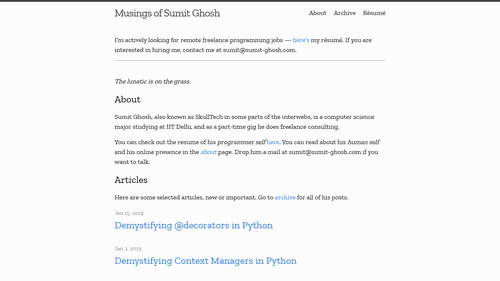 Musings of Sumit Ghosh
About Archive Résumé
I'm actively looking for remote freelance programming jobs — here's my résumé. If you are
interested in hiring me, contact me at sumit@sumit-ghosh.com.
The lunatic is on the grass.
About
Sumit Ghosh, also known as SkullTech in some parts of the interwebs, is a computer science
major studying at IIT Delhi, and as a part-time gig he does freelance consulting.
You can check out the resume of his programmer self here. You can read about his human self
and his online presence in the about page. Drop him a mail at sumit@sumit-ghosh.com if you
want to talk.
Articles
Here are some selected articles, new or important. Go to archive for all of his posts.
Jan 15, 2019
Demystifying @decorators in Python
Jan 3, 2019
Demystifying Context Managers in Python